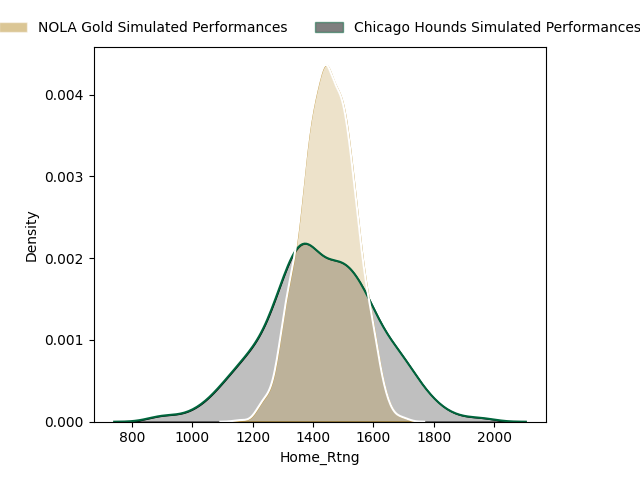 NOLA Gold Simulated Performances
Chicago Hounds Simulated Performances
0.004
0.003
0.002
0.001
0.000
Density
800 1000 1200 1400 1600 1800 2000
Home_Rtng